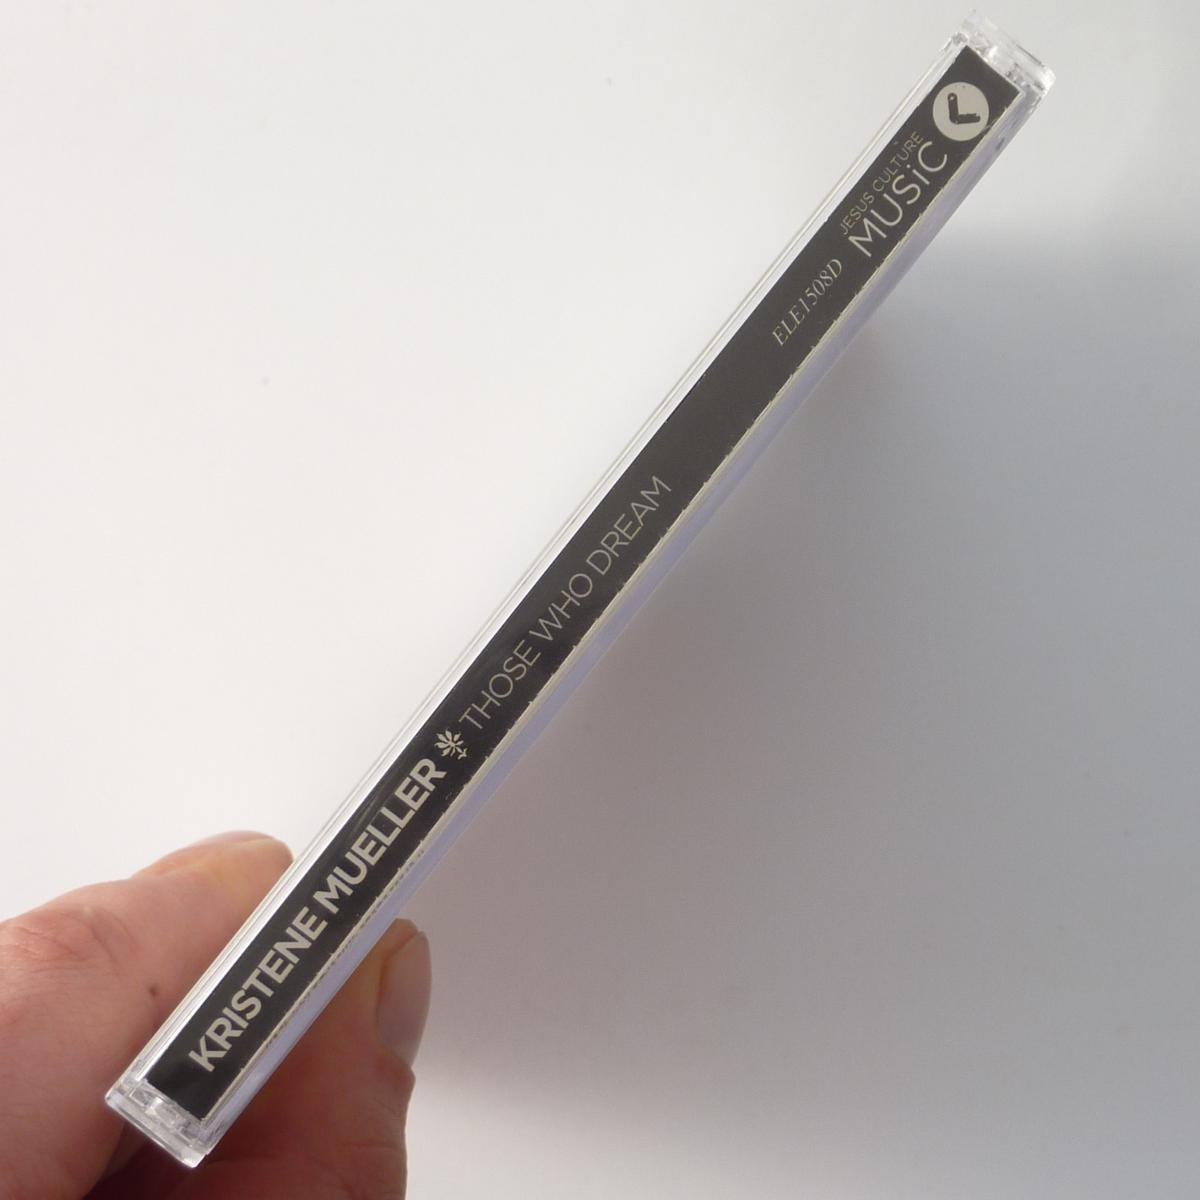 KRISTENE MUELLER THOSE WHO DREAM
ELE1508D
JESUS CULTURE
MUSiC